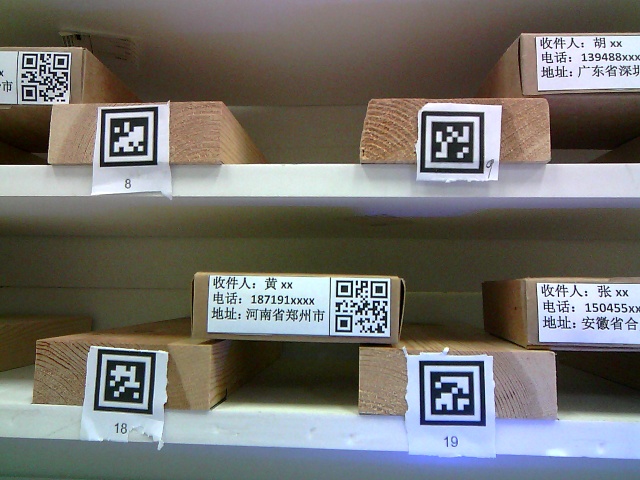 市
收件人：胡 xx
电话：139488xxx
地址：广东省深圳
8
9
收件人：黄 xx
电话：187191xxxx
地址：河南省郑州市
收件人：张 xx
电话：150455xx
地址：安徽省合
18
19